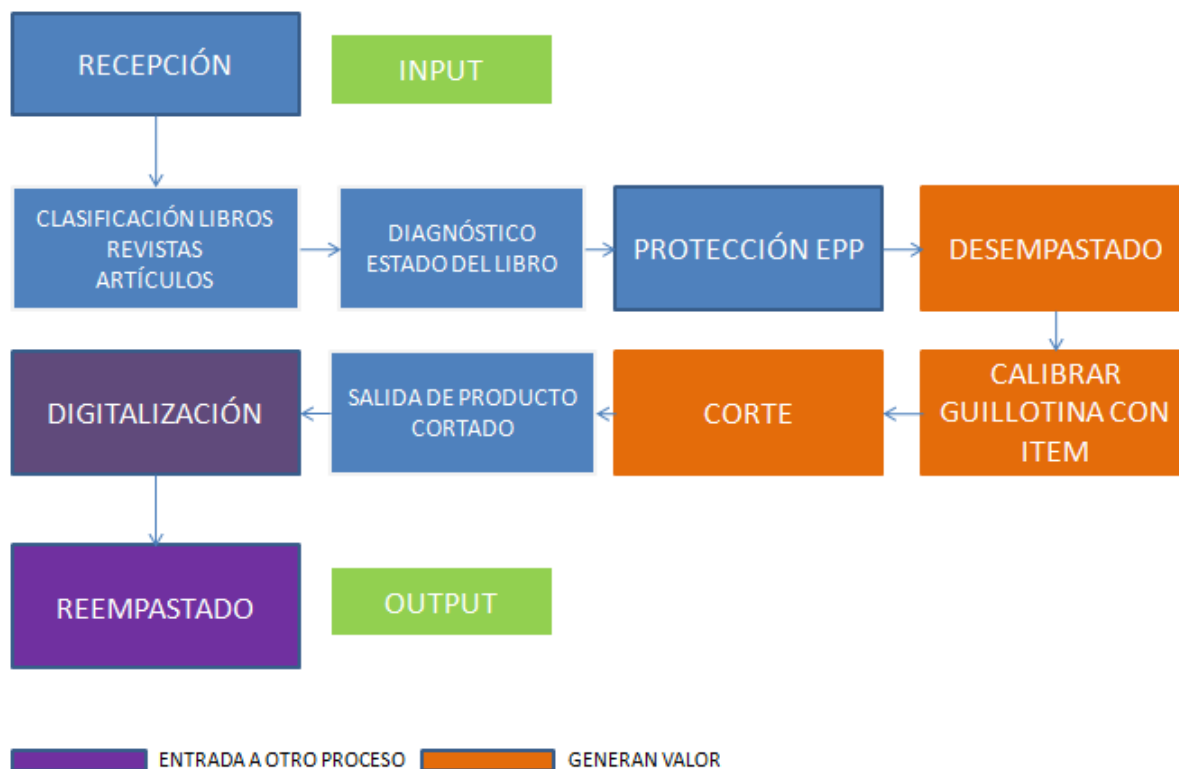 RECEPCIÓN
INPUT
CLASIFICACIÓN LIBROS
REVISTAS
ARTÍCULOS
DIAGNÓSTICO
ESTADO DEL LIBRO
PROTECCIÓN EPP
DESEMPASTADO
DIGITALIZACIÓN
SALIDA DE PRODUCTO
CORTADO
CORTE
CALIBRAR
GUILLOTINA CON
ITEM
REEMPASTADO
OUTPUT
ENTRADA A OTRO PROCESO
GENERAN VALOR